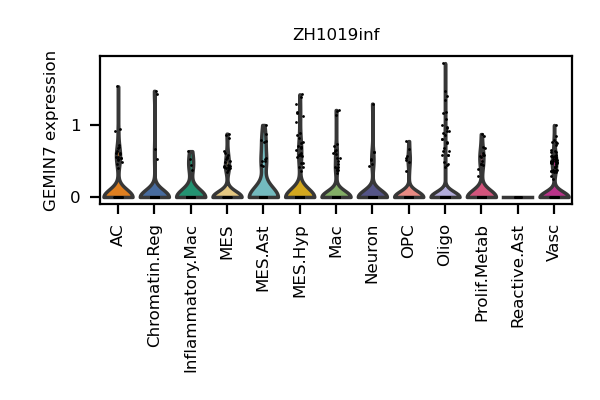 ZH1019inf
GEMIN7 expression
1
0
AC
Chromatin.Reg
Inflammatory.Mac
MES
MES.Ast
MES.Hyp
Mac
Neuron
OPC
Oligo
Prolif.Metab
Reactive.Ast
Vasc